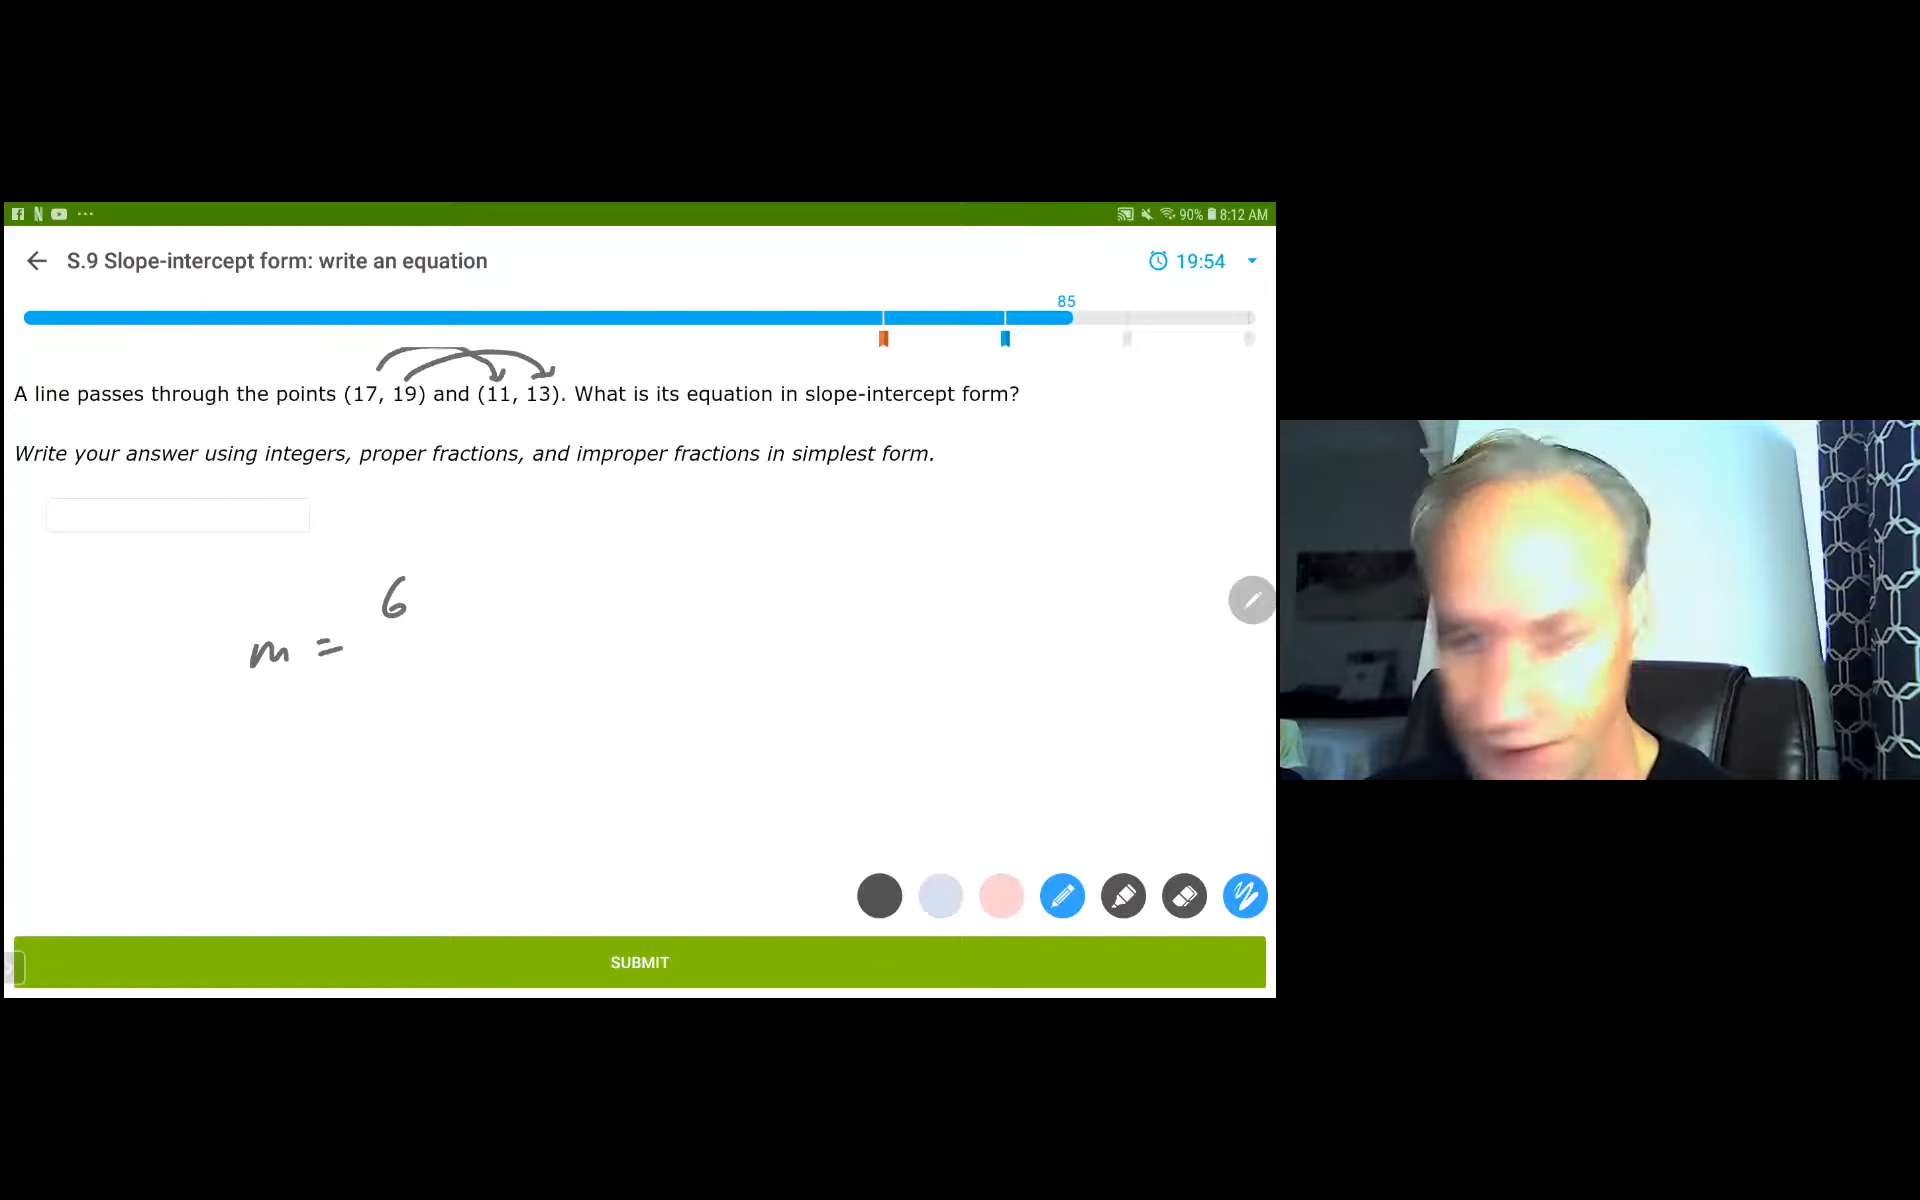 90% 8:12 AM
S.9 Slope-intercept form: write an equation
19:54
85
A line passes through the points (17, 19) and (11, 13). What is its equation in slope-intercept form?
Write your answer using integers, proper fractions, and improper fractions in simplest form.
6
m =
SUBMIT